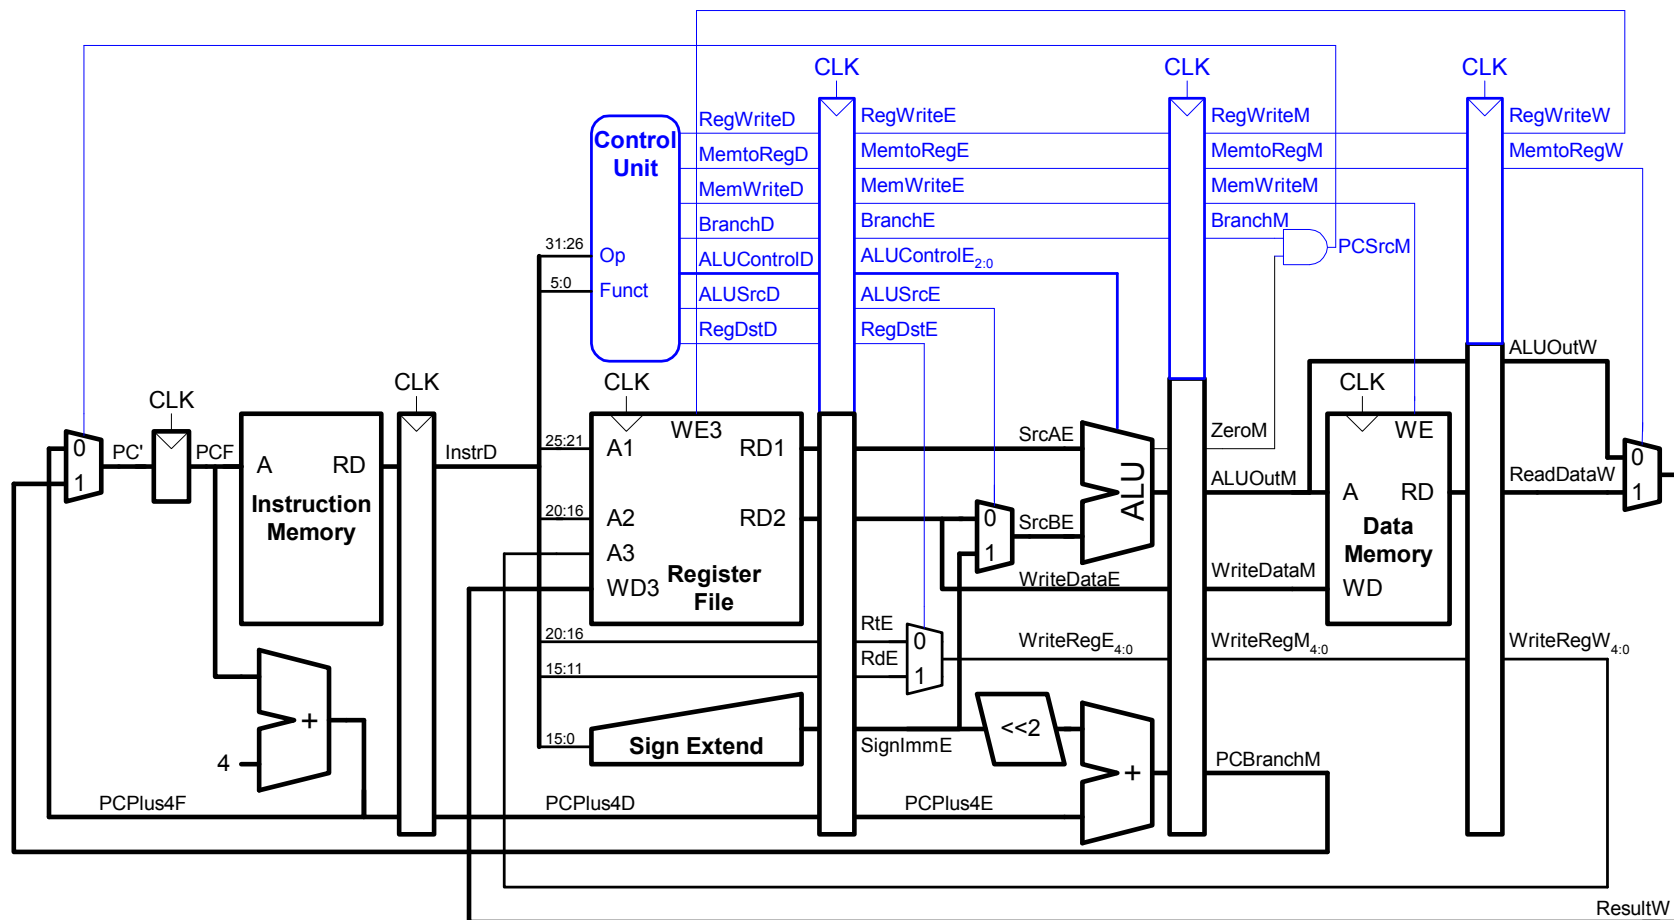 CLK
CLK
CLK
Control
Unit
RegWriteD
MemtoRegD
MemWriteD
BranchD
ALUControlD
ALUSrcD
RegDstD
RegWriteE
MemtoRegE
MemWriteE
BranchE
ALUControlE2:0
ALUSrcE
RegDstE
RegWriteM
MemtoRegM
MemWriteM
BranchM
PCSrcM
RegWriteW
MemtoRegW
31:26
Op
5:0
Funct
CLK
CLK
CLK
CLK
ALUOutW
0
1
PC'
PCF
A
RD
Instruction
Memory
InstrD
25:21
A1
WE3
RD1
20:16
A2
RD2
A3
WD3
Register
File
SrcAE
0
1
SrcBE
ALU
ZeroM
ALUOutM
WE
A
RD
Data
Memory
WD
ReadDataW
0
1
WriteDataE
WriteDataM
20:16
RtE
0
15:11
RdE
1
WriteRegE4:0
WriteRegM4:0
WriteRegW4:0
+
4
15:0
Sign Extend
SignImmE
<<2
+
PCBranchM
PCPlus4F
PCPlus4D
PCPlus4E
ResultW